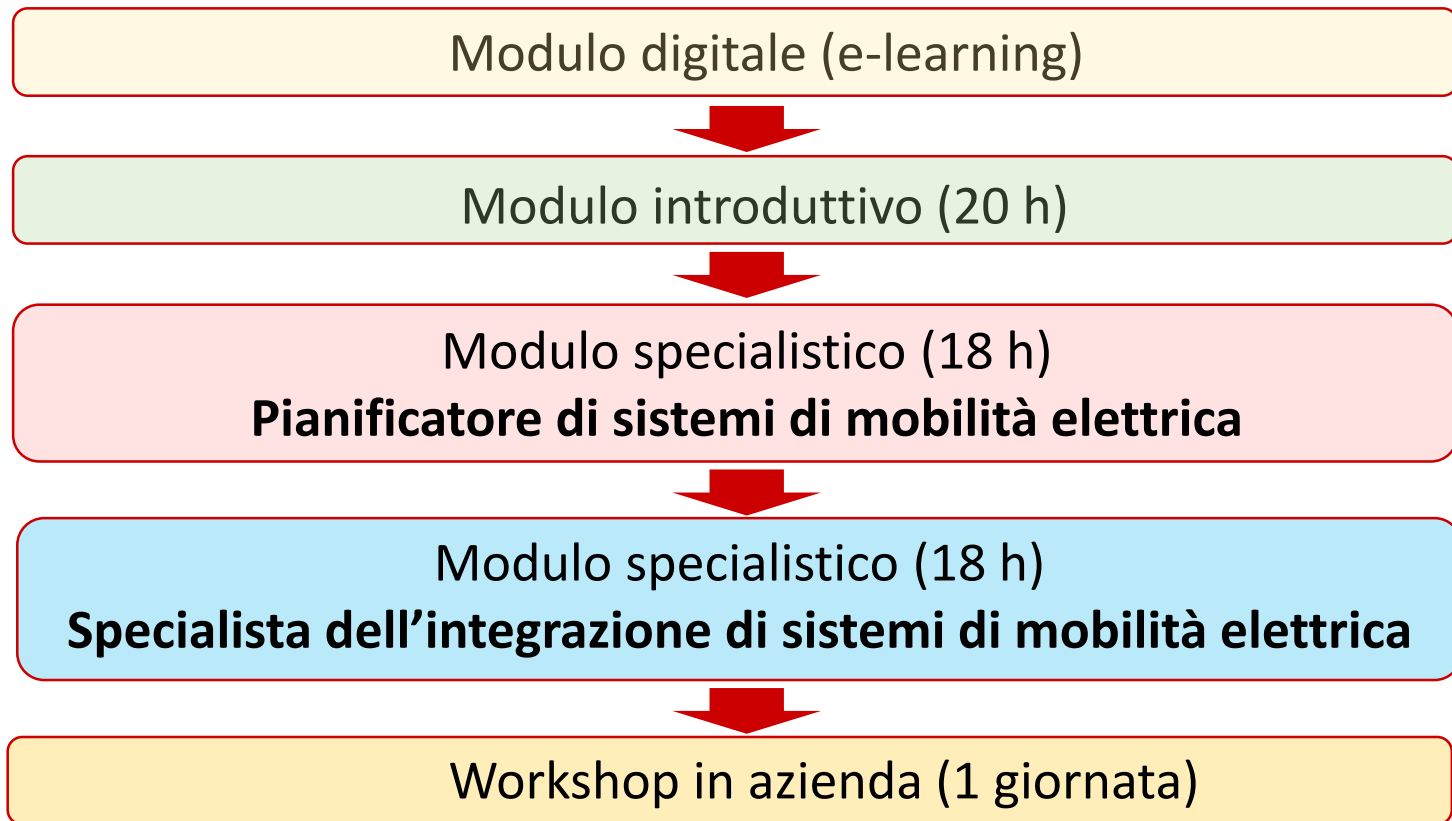 Modulo digitale (e-learning)
Modulo introduttivo (20 h)
Modulo specialistico (18 h)
Pianificatore di sistemi di mobilità elettrica
Modulo specialistico (18 h)
Specialista dell’integrazione di sistemi di mobilità elettrica
Workshop in azienda (1 giornata)